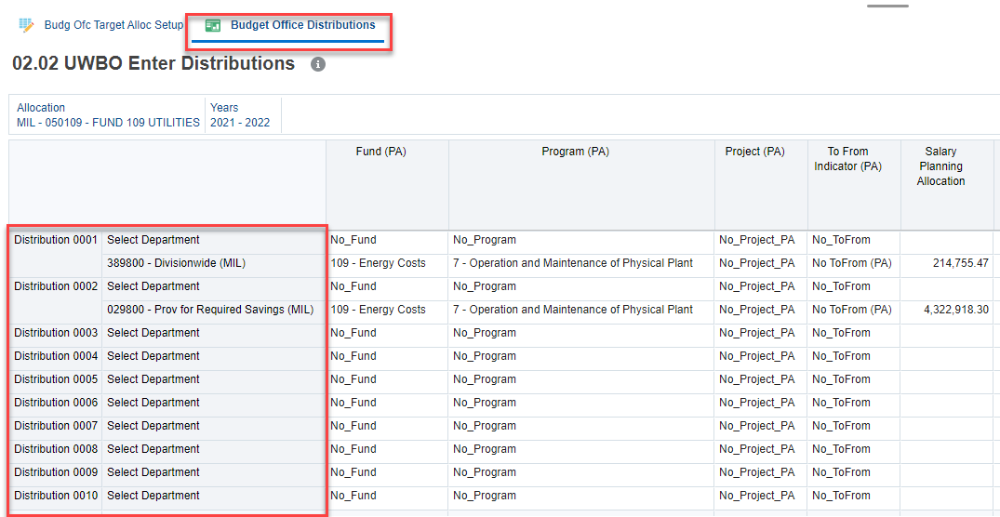 Budg Ofc Target Alloc Setup Budget Office Distributions
02.02 UWBO Enter Distributions
Allocation Years
MIL - 050109 - FUND 109 UTILITIES 2021 - 2022
Fund (PA) Program (PA) Project (PA) To From Indicator (PA) Salary Planning Allocation
Distribution 0001 Select Department No_Fund No_Program No_Project_PA No_ToFrom
389800 - Divisionwide (MIL) 109 - Energy Costs 7 - Operation and Maintenance of Physical Plant No_Project_PA No ToFrom (PA) 214,755.47
Distribution 0002 Select Department No_Fund No_Program No_Project_PA No_ToFrom
029800 - Prov for Required Savings (MIL) 109 - Energy Costs 7 - Operation and Maintenance of Physical Plant No_Project_PA No ToFrom (PA) 4,322,918.30
Distribution 0003 Select Department No_Fund No_Program No_Project_PA No_ToFrom
Distribution 0004 Select Department No_Fund No_Program No_Project_PA No_ToFrom
Distribution 0005 Select Department No_Fund No_Program No_Project_PA No_ToFrom
Distribution 0006 Select Department No_Fund No_Program No_Project_PA No_ToFrom
Distribution 0007 Select Department No_Fund No_Program No_Project_PA No_ToFrom
Distribution 0008 Select Department No_Fund No_Program No_Project_PA No_ToFrom
Distribution 0009 Select Department No_Fund No_Program No_Project_PA No_ToFrom
Distribution 0010 Select Department No_Fund No_Program No_Project_PA No_ToFrom